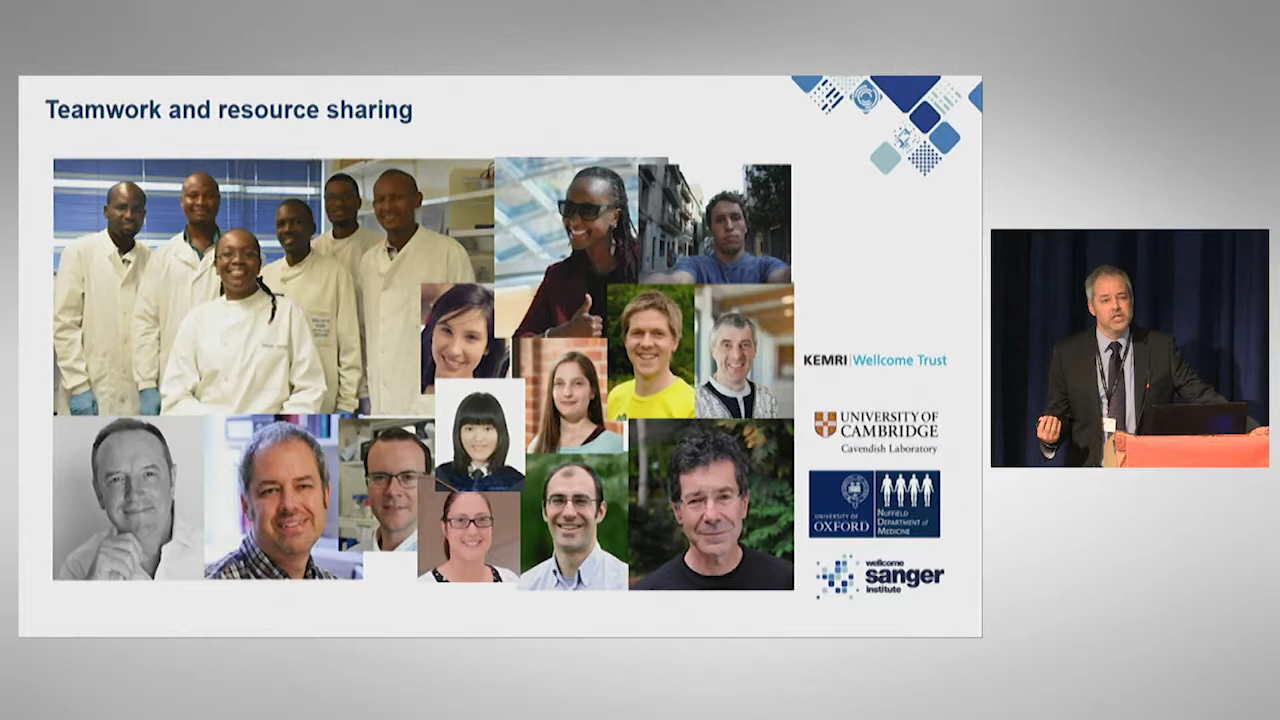 Teamwork and resource sharing
KEMRI | Wellcome Trust
UNIVERSITY OF
CAMBRIDGE
Cavendish Laboratory
UNIVERSITY OF
OXFORD
NUFFIELD
DEPARTMENT of
MEDICINE
wellcome
sanger
institute